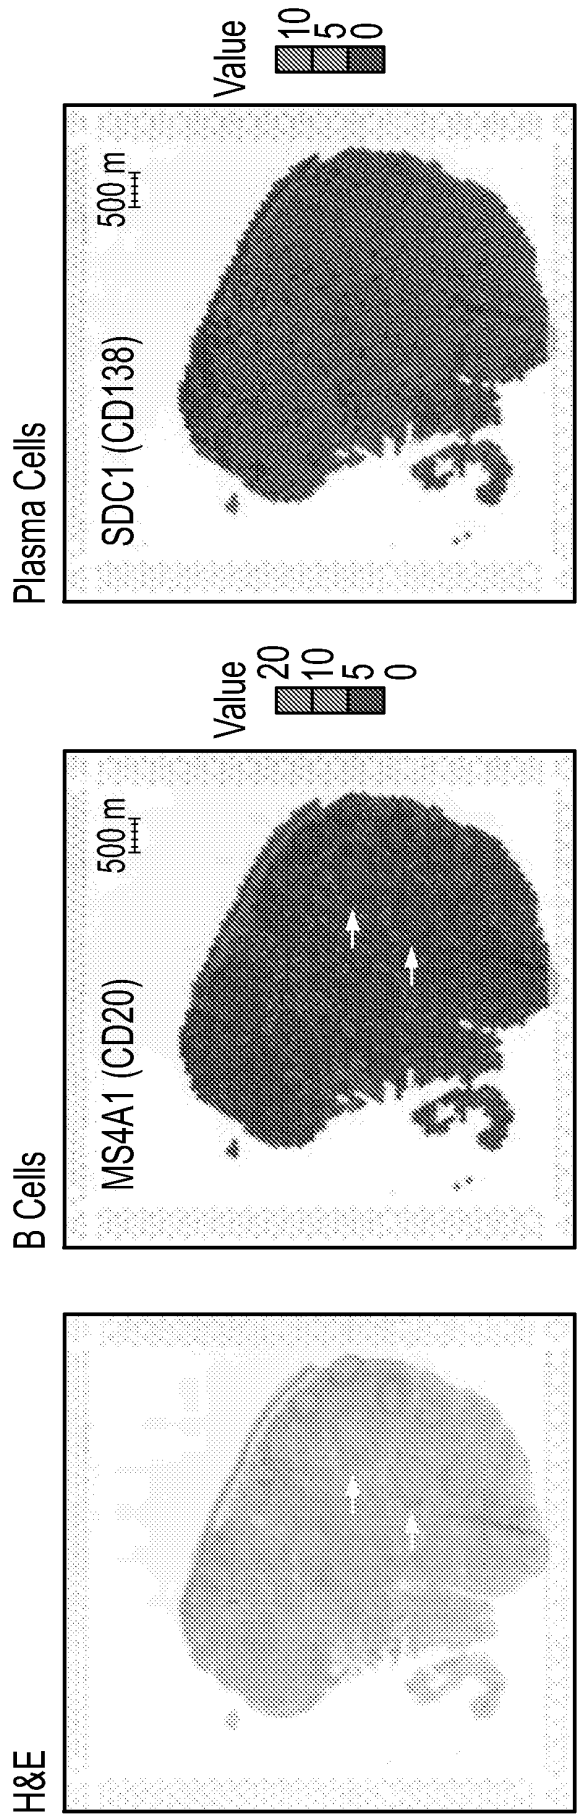 H&E
B Cells
MS4A1 (CD20)
500 m
Value
20
10
5
0
Plasma Cells
SDC1 (CD138)
500 m
Value
10
5
0